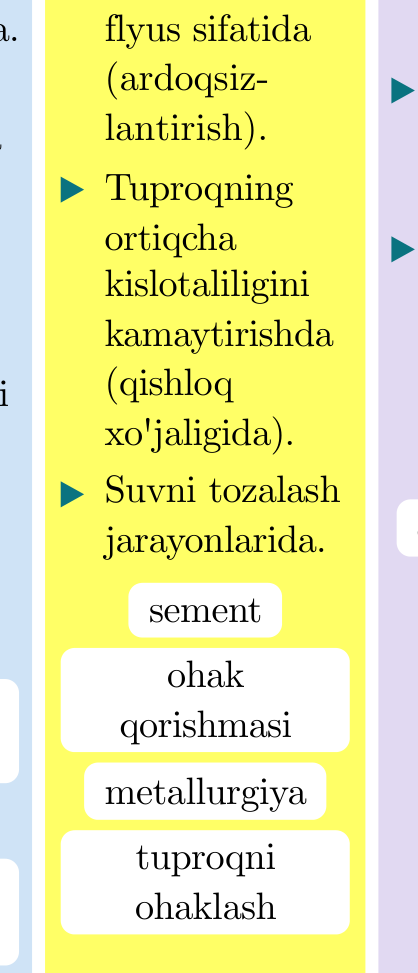 flyus sifatida
(ardoqsiz-
lantirish).
Tuproqning
ortiqcha
kislotaliligini
kamaytirishda
(qishloq
xo'jaligida).
Suvni tozalash
jarayonlarida.
sement
ohak
qorishmasi
metallurgiya
tuproqni
ohaklash